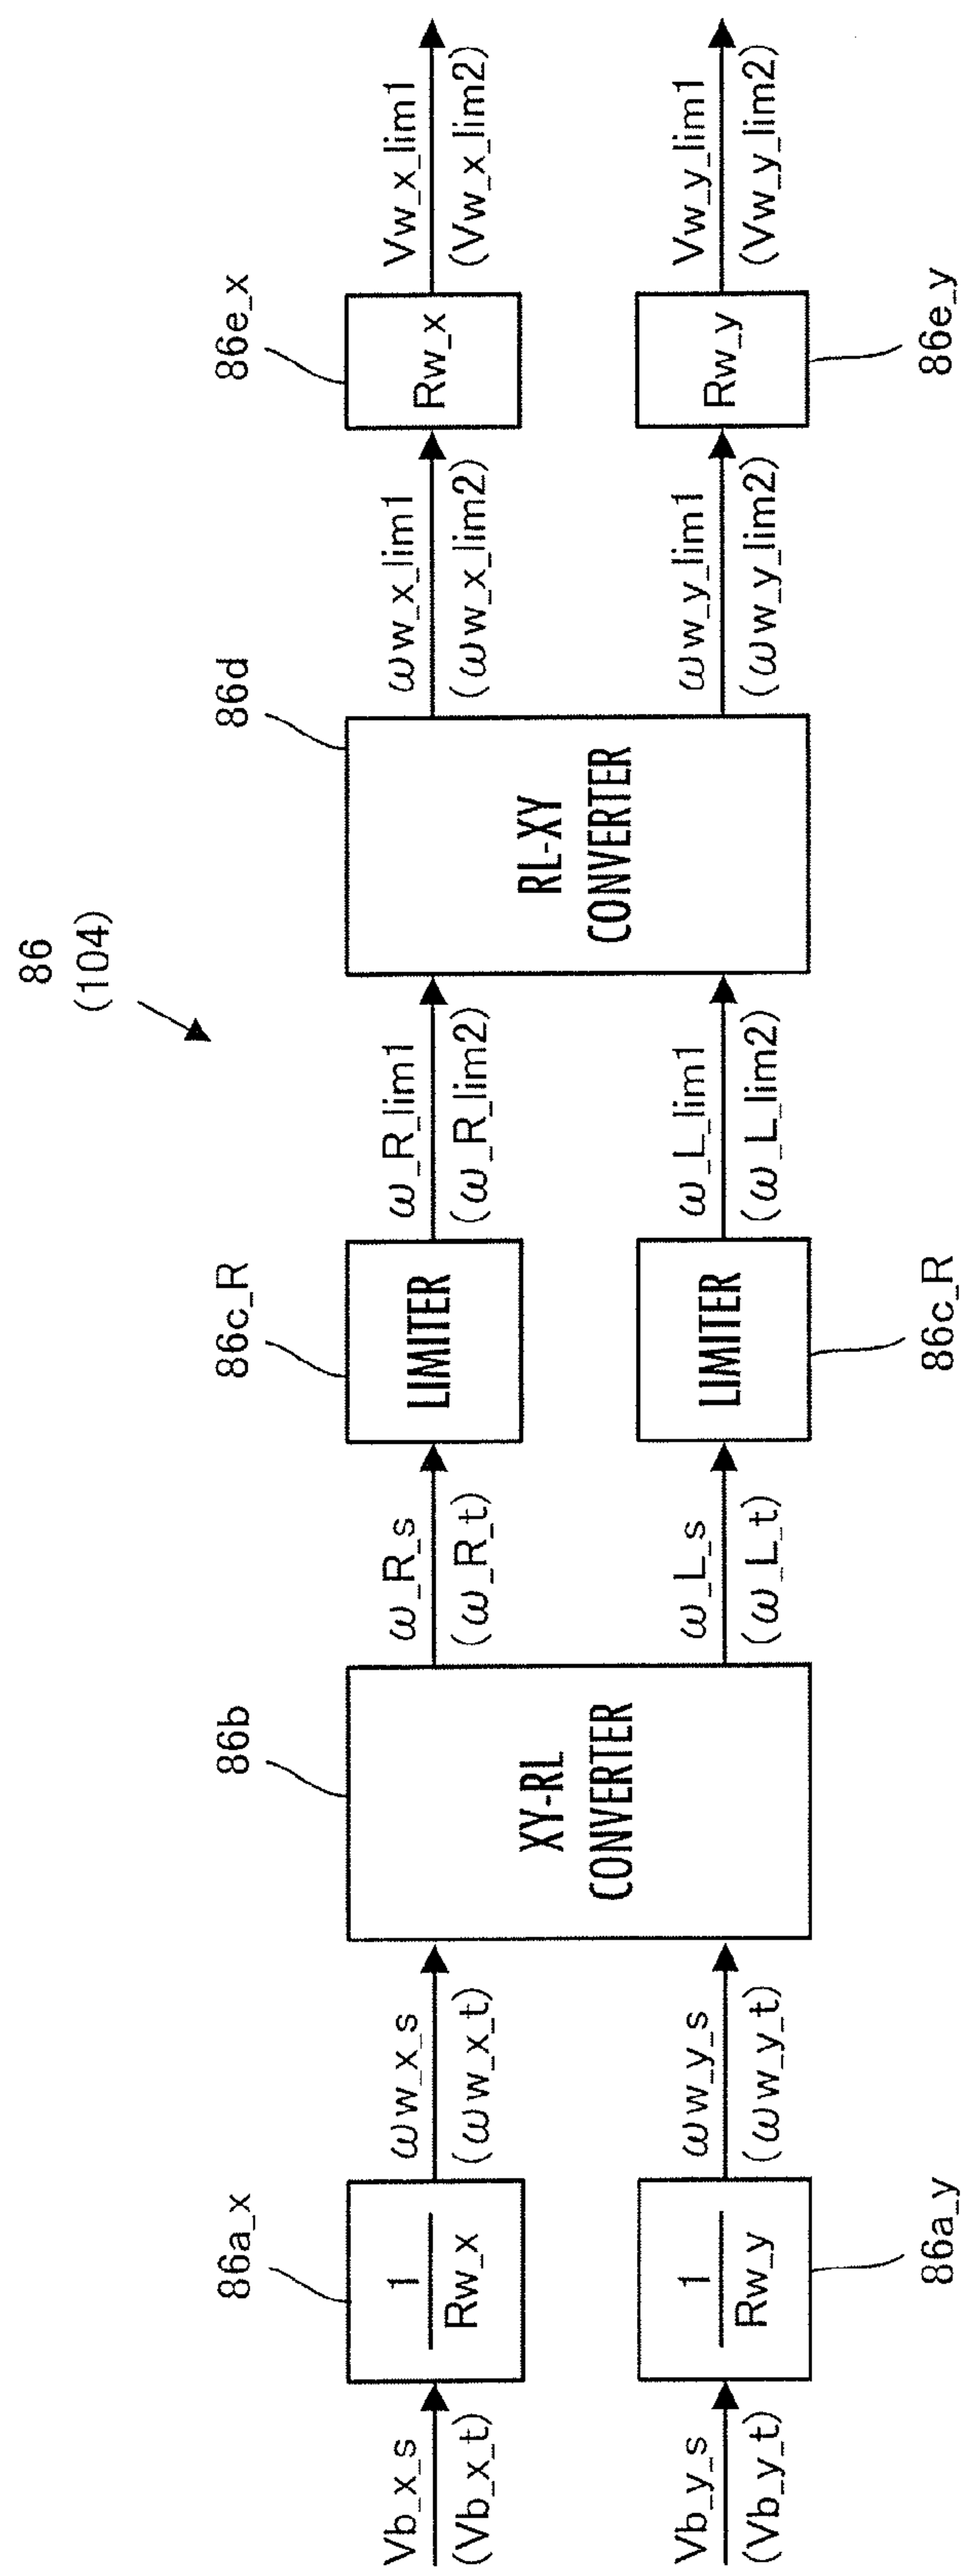 86
(104)
86a_x
86b
86c_R
86d
86e_x
Vb_x_s
(Vb_x_t)
1
Rw_x
ωw_x_s
(ωw_x_t)
XY-RL
CONVERTER
ω_R_s
(ω_R_t)
LIMITER
ω_R_lim1
(ω_R_lim2)
RL-XY
CONVERTER
ωw_x_lim1
(ωw_x_lim2)
Rw_x
Vw_x_lim1
(Vw_x_lim2)
Vb_y_s
(Vb_y_t)
1
Rw_y
ωw_y_s
(ωw_y_t)
ω_L_s
(ω_L_t)
LIMITER
ω_L_lim1
(ω_L_lim2)
ωw_y_lim1
(ωw_y_lim2)
Rw_y
Vw_y_lim1
(Vw_y_lim2)
86a_y
86c_R
86e_y